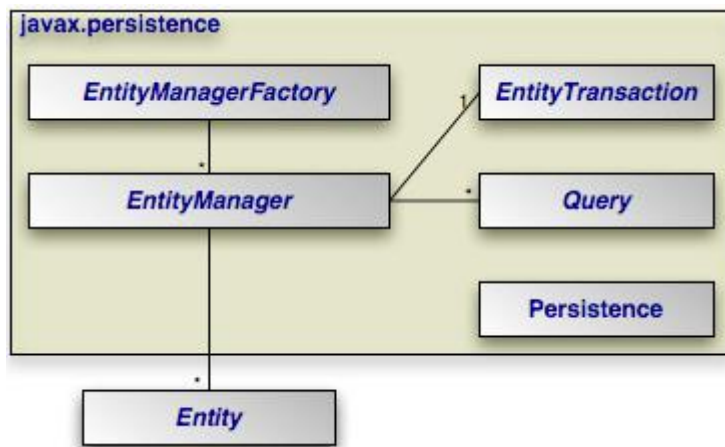 javax.persistence
EntityManagerFactory
1
EntityTransaction
*
EntityManager
*
Query
Persistence
*
Entity